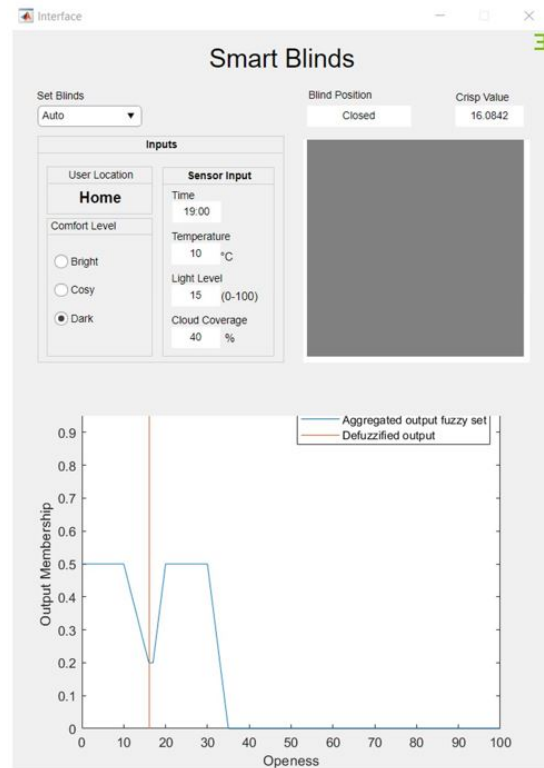 Interface
Smart Blinds
Set Blinds
Auto
Blind Position
Closed
Crisp Value
16.0842
Inputs
User Location
Home
Comfort Level
Bright
Cosy
Dark
Sensor Input
Time
19:00
Temperature
10 °C
Light Level
15 (0-100)
Cloud Coverage
40 %
Aggregated output fuzzy set
Defuzzified output
Output Membership
0.9
0.8
0.7
0.6
0.5
0.4
0.3
0.2
0.1
0
0 10 20 30 40 50 60 70 80 90 100
Openess